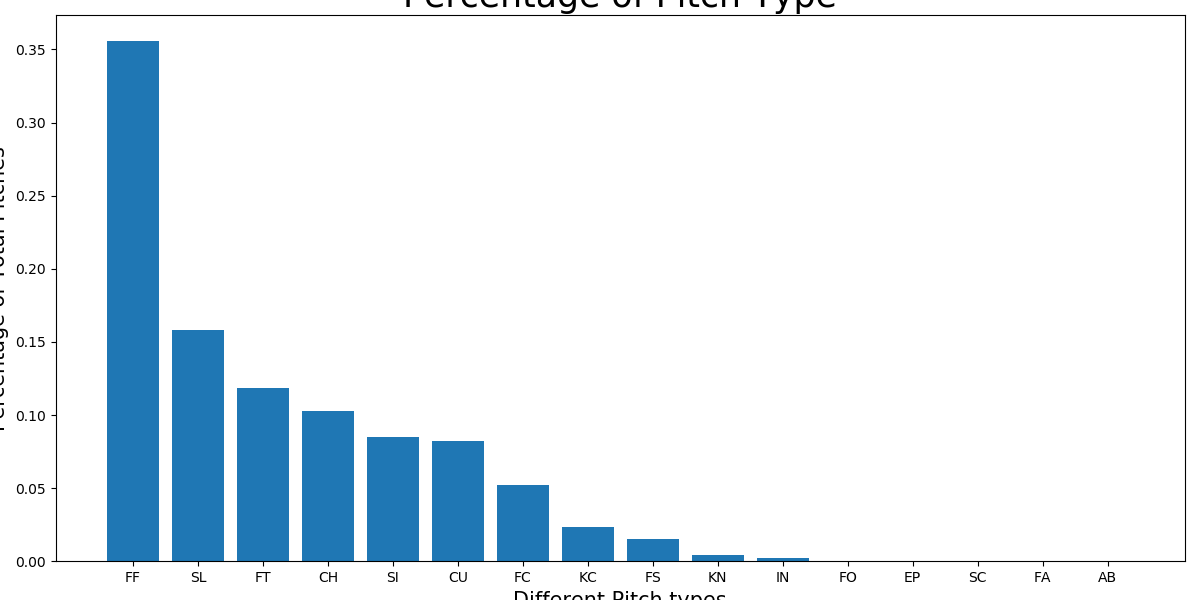 Percentage of Pitch Type
Percentage of Total Pitches
0.35
0.30
0.25
0.20
0.15
0.10
0.05
0.00
FF SL FT CH SI CU FC KC FS KN IN FO EP SC FA AB
Different Pitch types